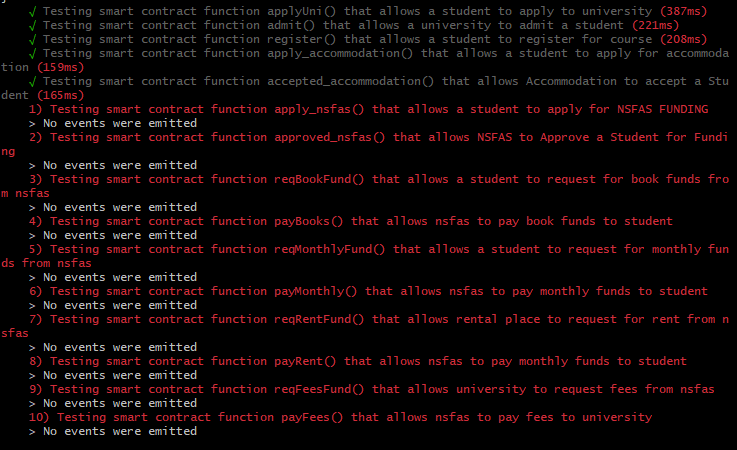 √ Testing smart contract function applyUni() that allows a student to apply to university (387ms)
√ Testing smart contract function admit() that allows a university to admit a student (221ms)
√ Testing smart contract function register() that allows a student to register for course (208ms)
√ Testing smart contract function apply_accommodation() that allows a student to apply for accommoda
tion (159ms)
√ Testing smart contract function accepted_accommodation() that allows Accommodation to accept a Stu
dent (165ms)
1) Testing smart contract function apply_nsfas() that allows a student to apply for NSFAS FUNDING
> No events were emitted
2) Testing smart contract function approved_nsfas() that allows NSFAS to Approve a Student for Fundi
ng
> No events were emitted
3) Testing smart contract function reqBookFund() that allows a student to request for book funds fro
m nsfas
> No events were emitted
4) Testing smart contract function payBooks() that allows nsfas to pay book funds to student
> No events were emitted
5) Testing smart contract function reqMonthlyFund() that allows a student to request for monthly fun
ds from nsfas
> No events were emitted
6) Testing smart contract function payMonthly() that allows nsfas to pay monthly funds to student
> No events were emitted
7) Testing smart contract function reqRentFund() that allows rental place to request for rent from n
sfas
> No events were emitted
8) Testing smart contract function payRent() that allows nsfas to pay monthly funds to student
> No events were emitted
9) Testing smart contract function reqFeesFund() that allows university to request fees from nsfas
> No events were emitted
10) Testing smart contract function payFees() that allows nsfas to pay fees to university
> No events were emitted